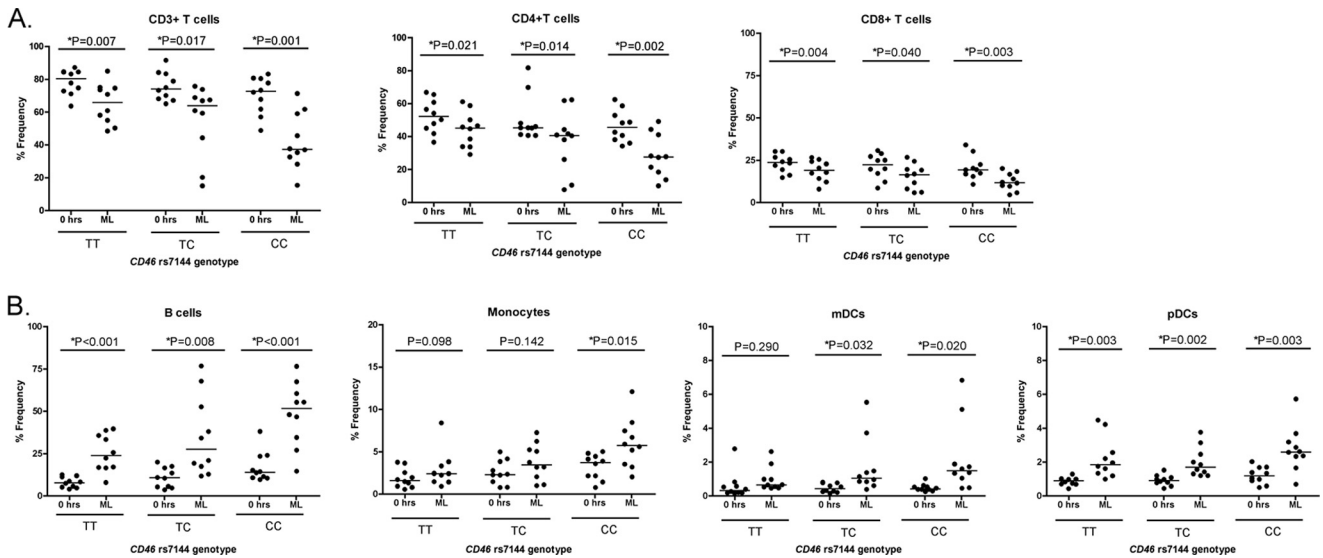 A.
CD3+ T cells
*P=0.007 *P=0.017 *P=0.001
% Frequency
100
80
60
40
20
0
0 hrs ML 0 hrs ML 0 hrs ML
TT TC CC
CD46 rs7144 genotype
CD4+T cells
*P=0.021 *P=0.014 *P=0.002
% Frequency
100
80
60
40
20
0
0 hrs ML 0 hrs ML 0 hrs ML
TT TC CC
CD46 rs7144 genotype
CD8+ T cells
*P=0.004 *P=0.040 *P=0.003
% Frequency
100
75
50
25
0
0 hrs ML 0 hrs ML 0 hrs ML
TT TC CC
CD46 rs7144 genotype
B.
B cells
*P<0.001 *P=0.008 *P<0.001
% Frequency
100
75
50
25
0
0 hrs ML 0 hrs ML 0 hrs ML
TT TC CC
CD46 rs7144 genotype
Monocytes
P=0.098 P=0.142 *P=0.015
% Frequency
20
15
10
5
0
0 hrs ML 0 hrs ML 0 hrs ML
TT TC CC
CD46 rs7144 genotype
mDCs
P=0.290 *P=0.032 *P=0.020
% Frequency
10
8
6
4
2
0
0 hrs ML 0 hrs ML 0 hrs ML
TT TC CC
CD46 rs7144 genotype
pDCs
*P=0.003 *P=0.002 *P=0.003
% Frequency
10
8
6
4
2
0
0 hrs ML 0 hrs ML 0 hrs ML
TT TC CC
CD46 rs7144 genotype